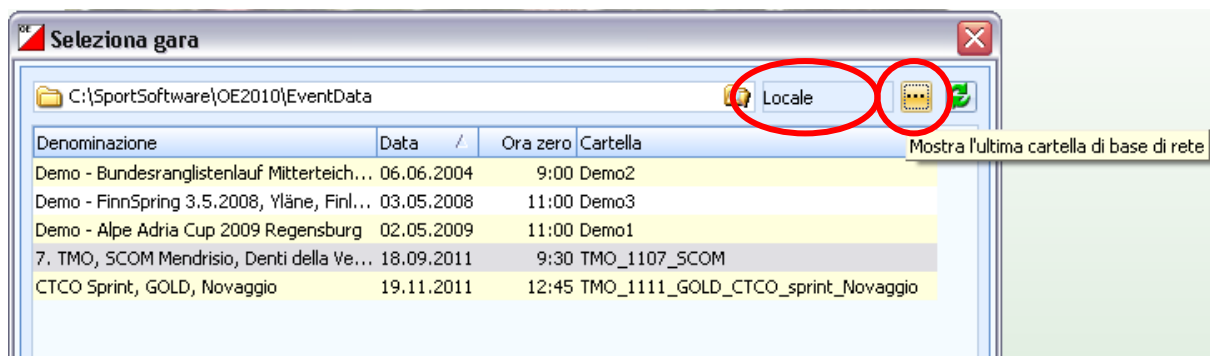 OE Seleziona gara
C:\SportSoftware\OE2010\EventData Locale ...
Denominazione Data Ora zero Cartella
Mostra l'ultima cartella di base di rete
Demo - Bundesranglistenlauf Mitterteich... 06.06.2004 9:00 Demo2
Demo - FinnSpring 3.5.2008, Yläne, Finl... 03.05.2008 11:00 Demo3
Demo - Alpe Adria Cup 2009 Regensburg 02.05.2009 11:00 Demo1
7. TMO, SCOM Mendrisio, Denti della Ve... 18.09.2011 9:30 TMO_1107_SCOM
CTCO Sprint, GOLD, Novaggio 19.11.2011 12:45 TMO_1111_GOLD_CTCO_sprint_Novaggio